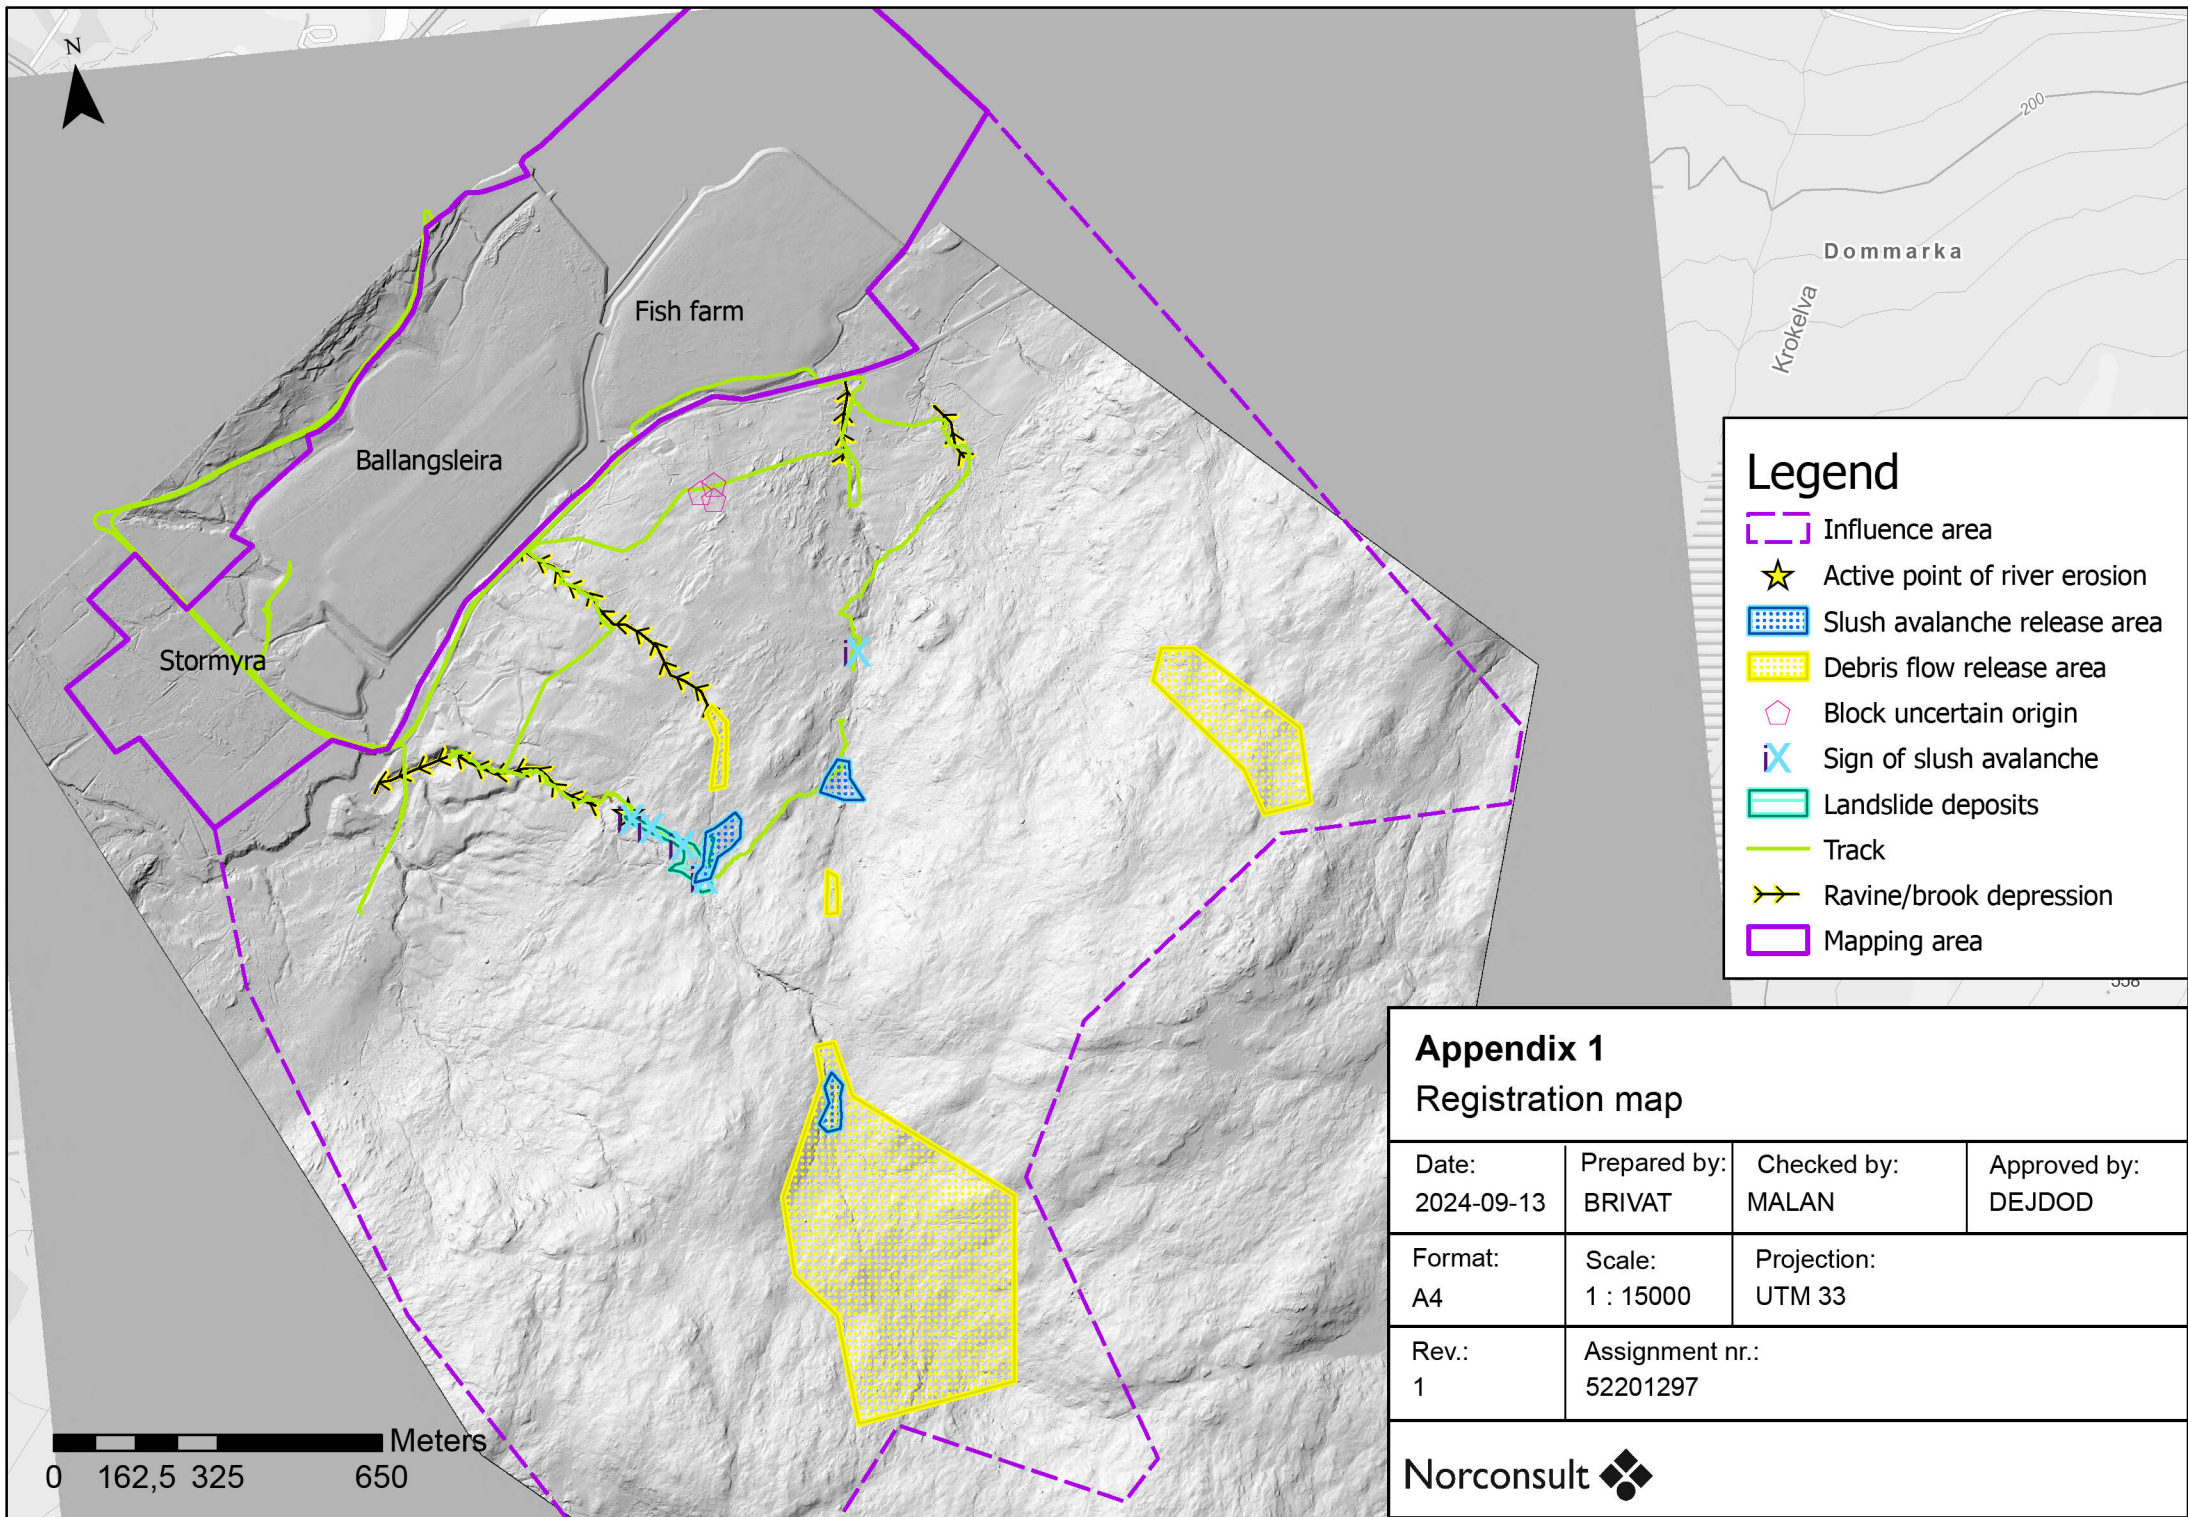 N
200
Dommarka
Krokelva
Fish farm
Ballangsleira
Stormyra
Legend
Influence area
Active point of river erosion
Slush avalanche release area
Debris flow release area
Block uncertain origin
iX Sign of slush avalanche
Landslide deposits
Track
Ravine/brook depression
Mapping area
558
Appendix 1
Registration map
Date: Prepared by: Checked by: Approved by:
2024-09-13 BRIVAT MALAN DEJDOD
Format: Scale: Projection:
A4 1 : 15000 UTM 33
Rev.: Assignment nr.:
1 52201297
Norconsult
Meters
0 162,5 325 650